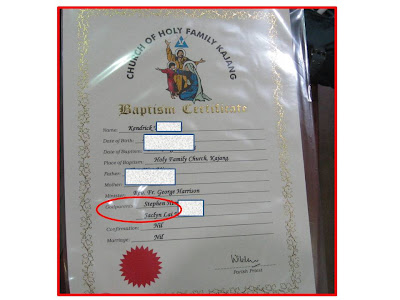 CHURCH OF HOLY FAMILY KAJANG
Baptism Certificate
Name: Kendrick
Date of Birth:
Date of Baptism:
Place of Baptism: Holy Family Church, Kajang
Father:
Mother:
Minister: Rev. Fr. George Harrison
Godparents: Stephen
Jaclyn Lai
Confirmation: Nil
Marriage: Nil
Parish Priest